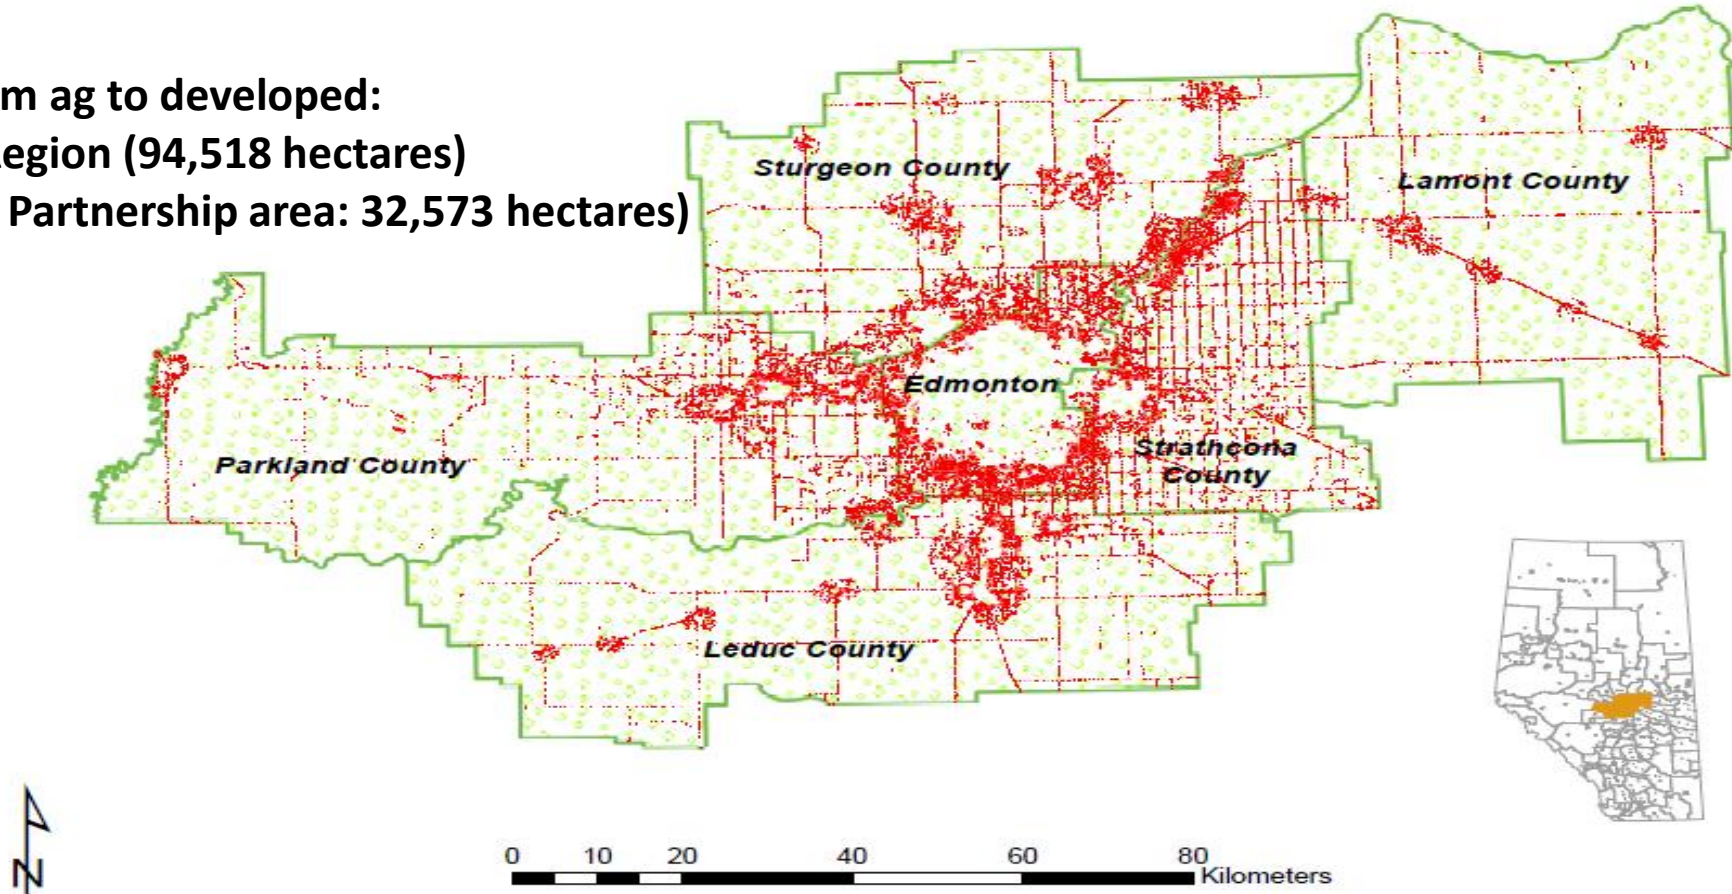 m ag to developed:
egion (94,518 hectares)
Partnership area: 32,573 hectares)
Sturgeon County
Lamont County
Edmonton
Strathcona
County
Parkland County
Leduc County
N
0 10 20 40 60 80
Kilometers